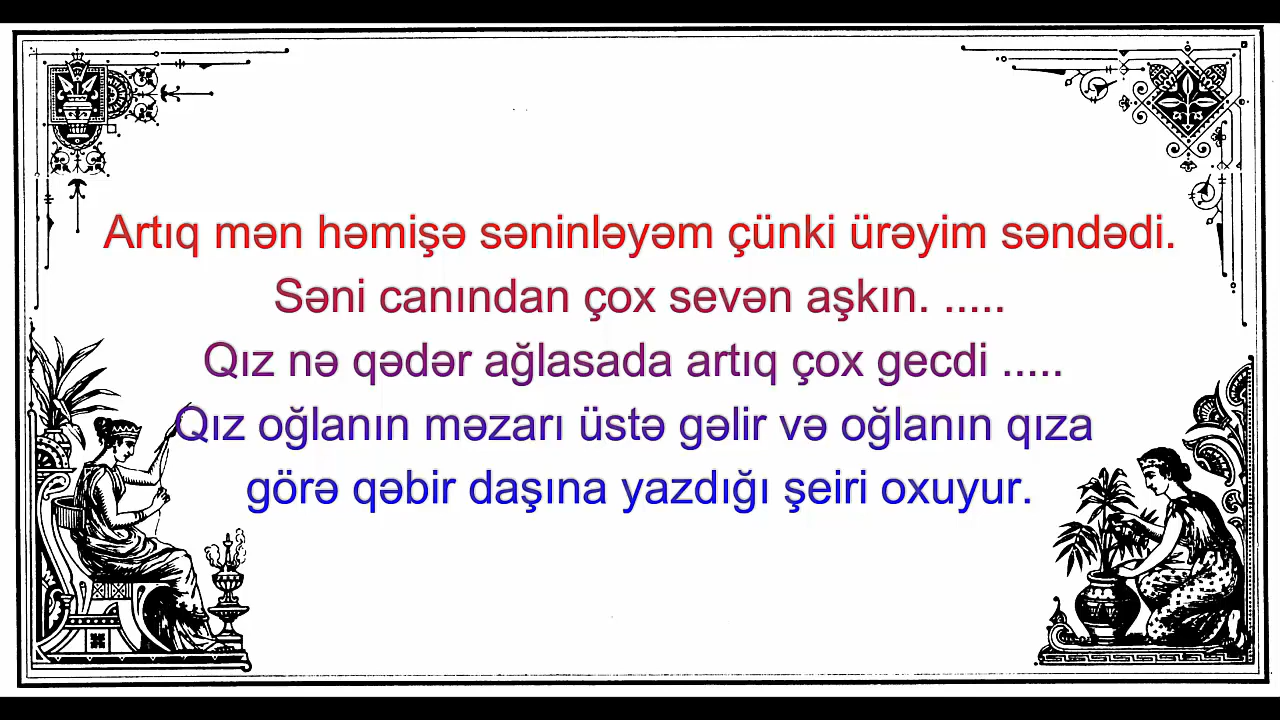 Artıq mən həmişə səninləyəm çünki ürəyim səndədi.
Səni canından çox sevən aşkın. .....
Qız nə qədər ağlasada artıq çox gecdi .....
Qız oğlanın məzarı üstə gəlir və oğlanın qıza
görə qəbir daşına yazdığı şeiri oxuyur.